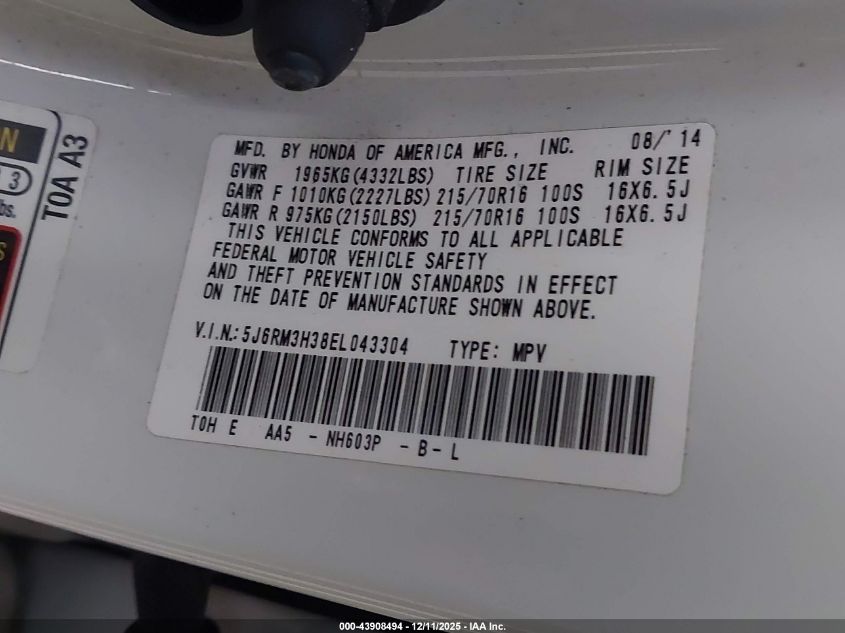 MFD. BY HONDA OF AMERICA MFG., INC. 08/'14
GVWR 1965KG(4332LBS) TIRE SIZE RIM SIZE
GAWR F 1010KG(2227LBS) 215/70R16 100S 16X6.5J
GAWR R 975KG(2150LBS) 215/70R16 100S 16X6.5J
THIS VEHICLE CONFORMS TO ALL APPLICABLE
FEDERAL MOTOR VEHICLE SAFETY
AND THEFT PREVENTION STANDARDS IN EFFECT
ON THE DATE OF MANUFACTURE SHOWN ABOVE.
V.I.N.: 5J6RM3H38EL043304 TYPE: MPV
T0H E AA5 - NH603P - B - L
T0A A3
3
lbs.
000-43908494 - 12/11/2025 - IAA Inc.